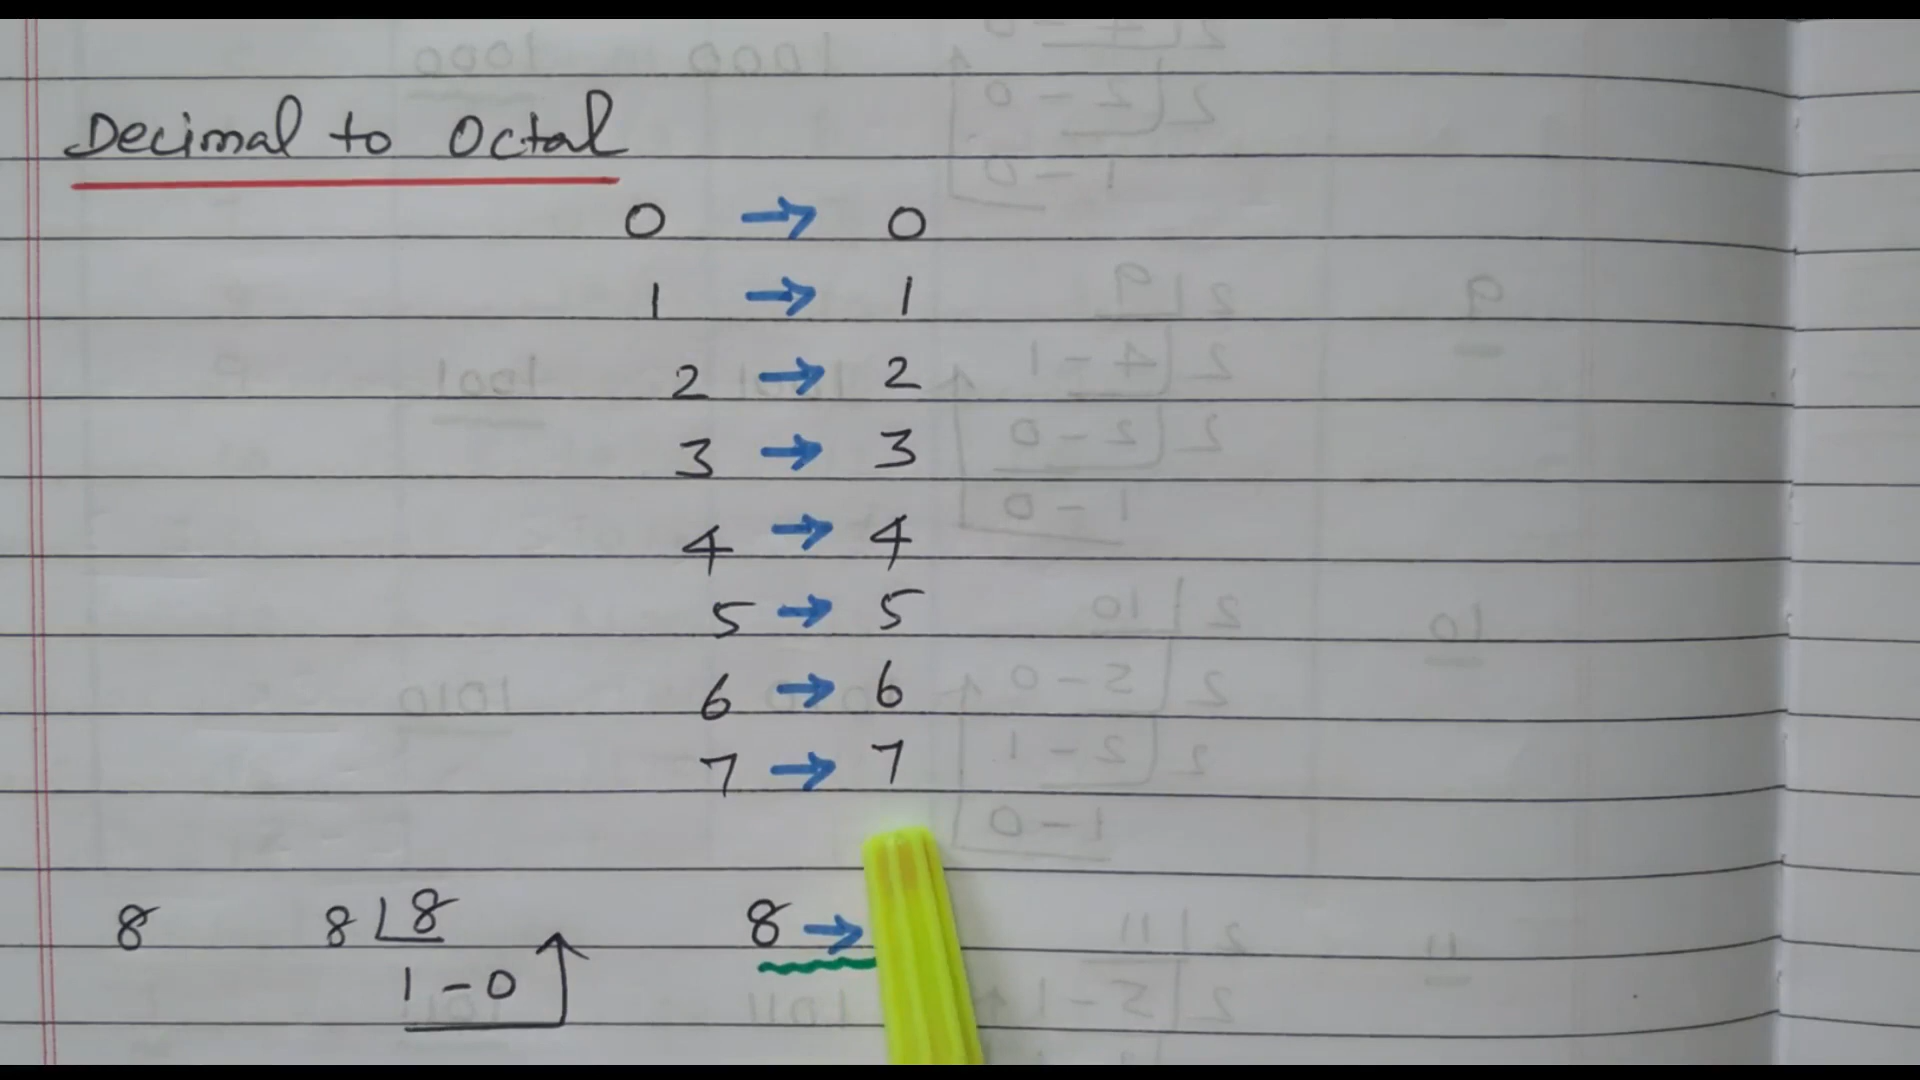 Decimal to Octal
0 → 0
1 → 1
2 → 2
3 → 3
4 → 4
5 → 5
6 → 6
7 → 7
8 8 8 8 →
1 - 0